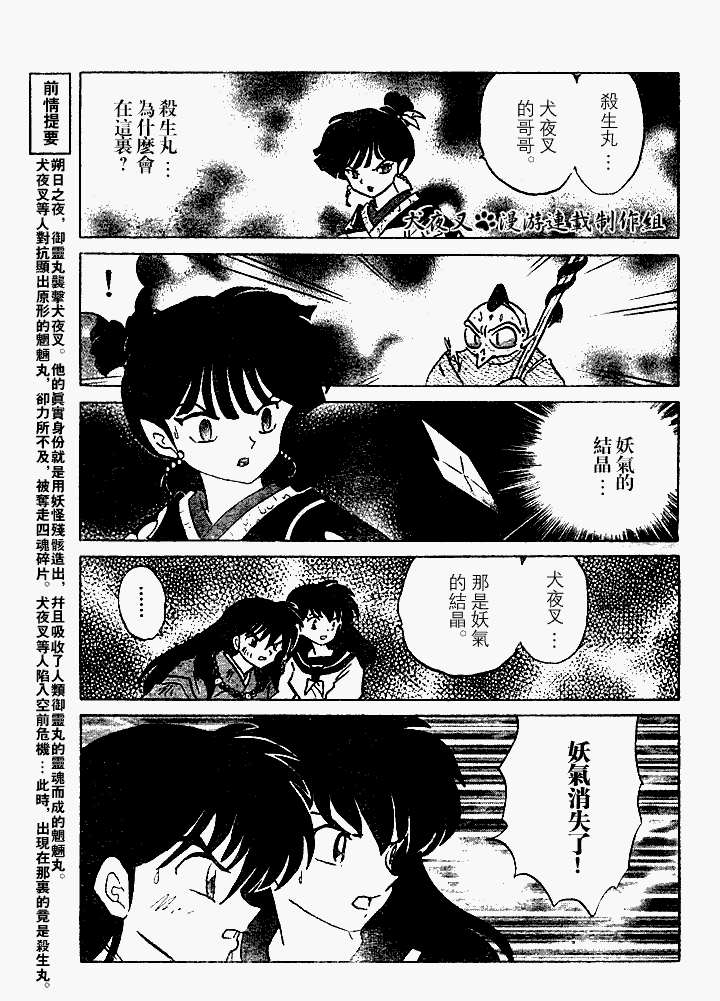 殺生丸…
犬夜叉
的哥哥。
殺生丸…
為什麼會
在這裏?
犬夜叉 漫游連載制作組
!
妖氣的
結晶…
犬夜叉…
那是妖氣
的結晶。
……
妖氣消失了!
前情提要
朔日之夜,御靈丸襲擊犬夜叉。他的眞實身份就是用妖怪殘骸造出,幷且吸收了人類御靈丸的靈魂而成的魍魎丸。
犬夜叉等人對抗顯出原形的魍魎丸,卻力所不及,被奪走四魂碎片。犬夜叉等人陷入空前危機…此時,出現在那裏的竟是殺生丸。